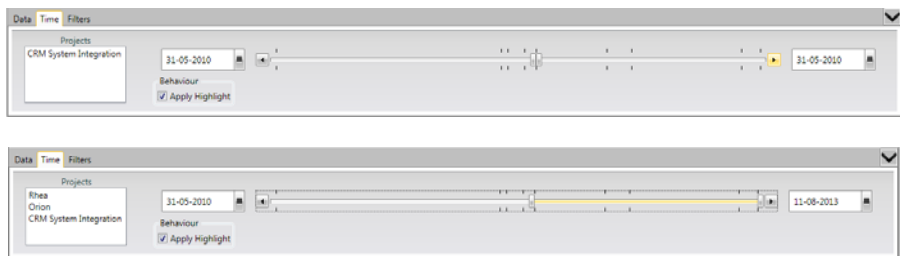 Data Time Filters
Projects
CRM System Integration
31-05-2010
31-05-2010
Behaviour
Apply Highlight
Data Time Filters
Projects
Rhea
Orion
CRM System Integration
31-05-2010
11-08-2013
Behaviour
Apply Highlight